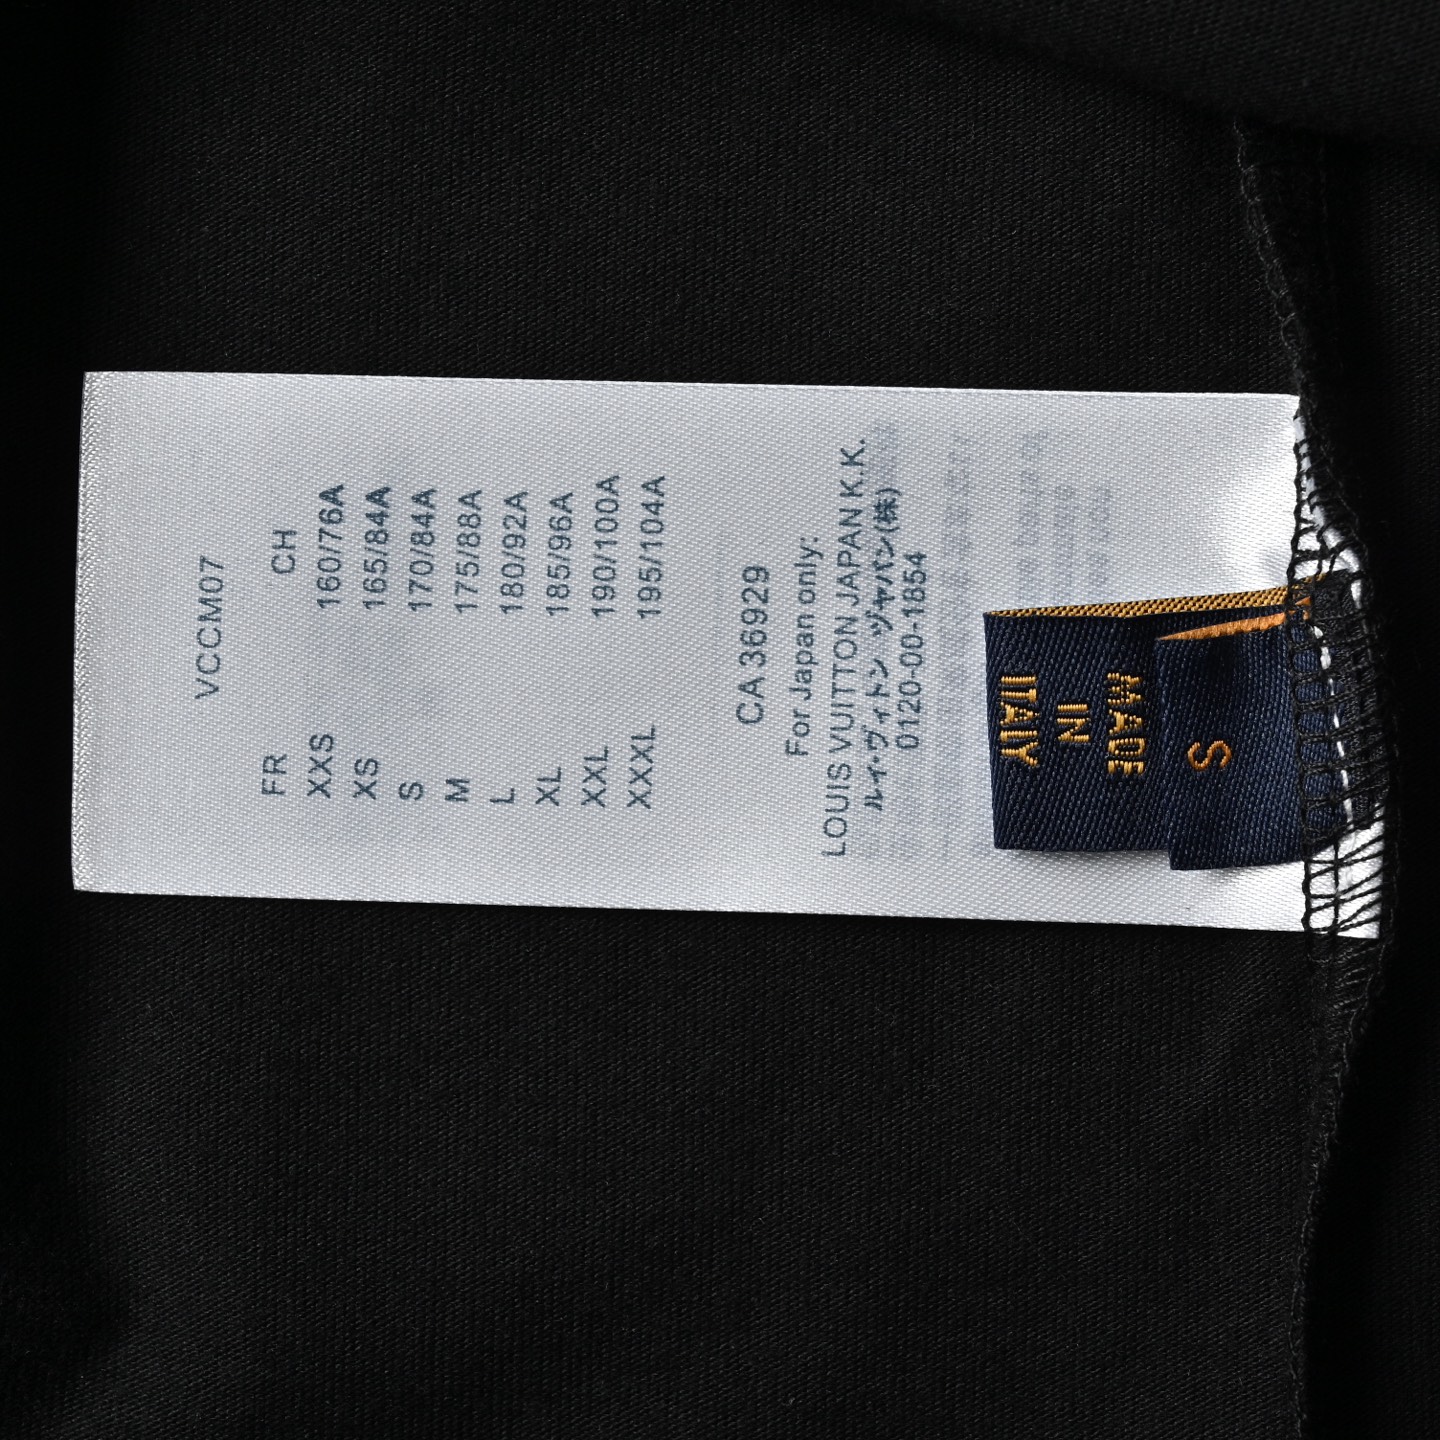 VCCM07
FR CH
XXS 160/76A
XS 165/84A
S 170/84A
M 175/88A
L 180/92A
XL 185/96A
XXL 190/100A
XXXL 195/104A
CA 36929
For Japan only:
LOUIS VUITTON JAPAN K.K.
ルイ・ヴィトン ジャパン(株)
0120-00-1854
MADE
IN
ITALY
S